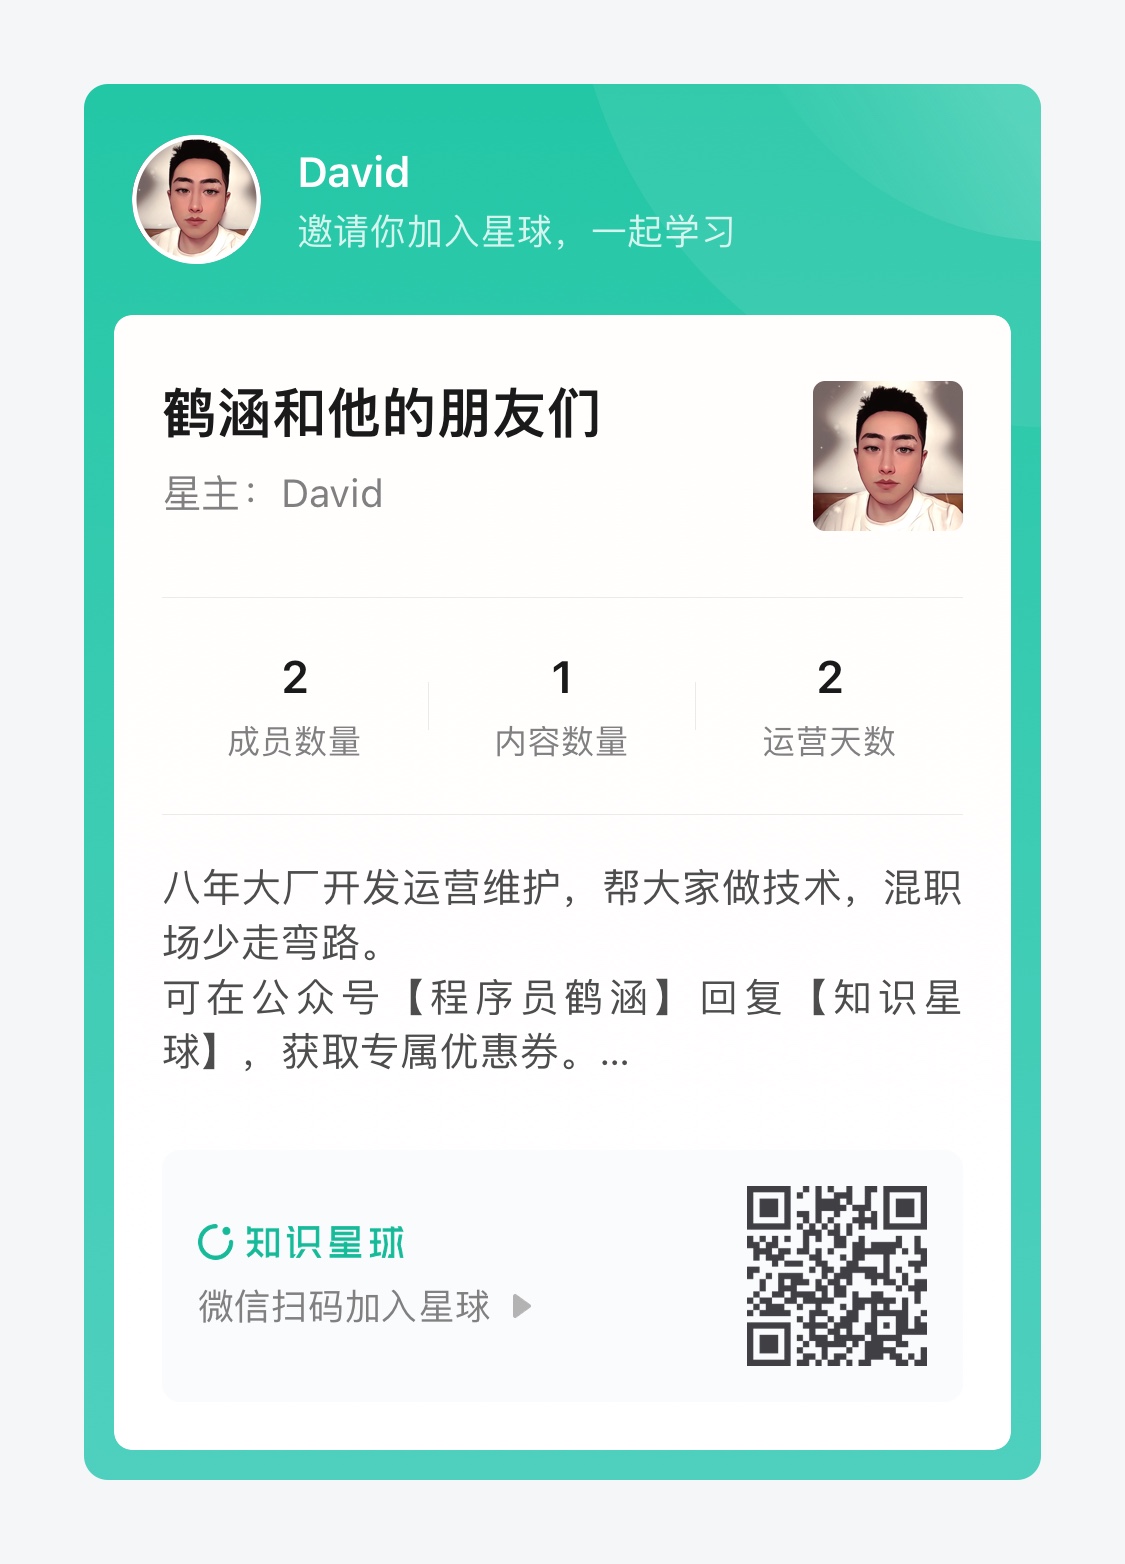 David
邀请你加入星球，一起学习
鹤涵和他的朋友们
星主：David
2
成员数量
1
内容数量
2
运营天数
八年大厂开发运营维护，帮大家做技术，混职
场少走弯路。
可在公众号【程序员鹤涵】回复【知识星
球】，获取专属优惠券。...
知识星球
微信扫码加入星球